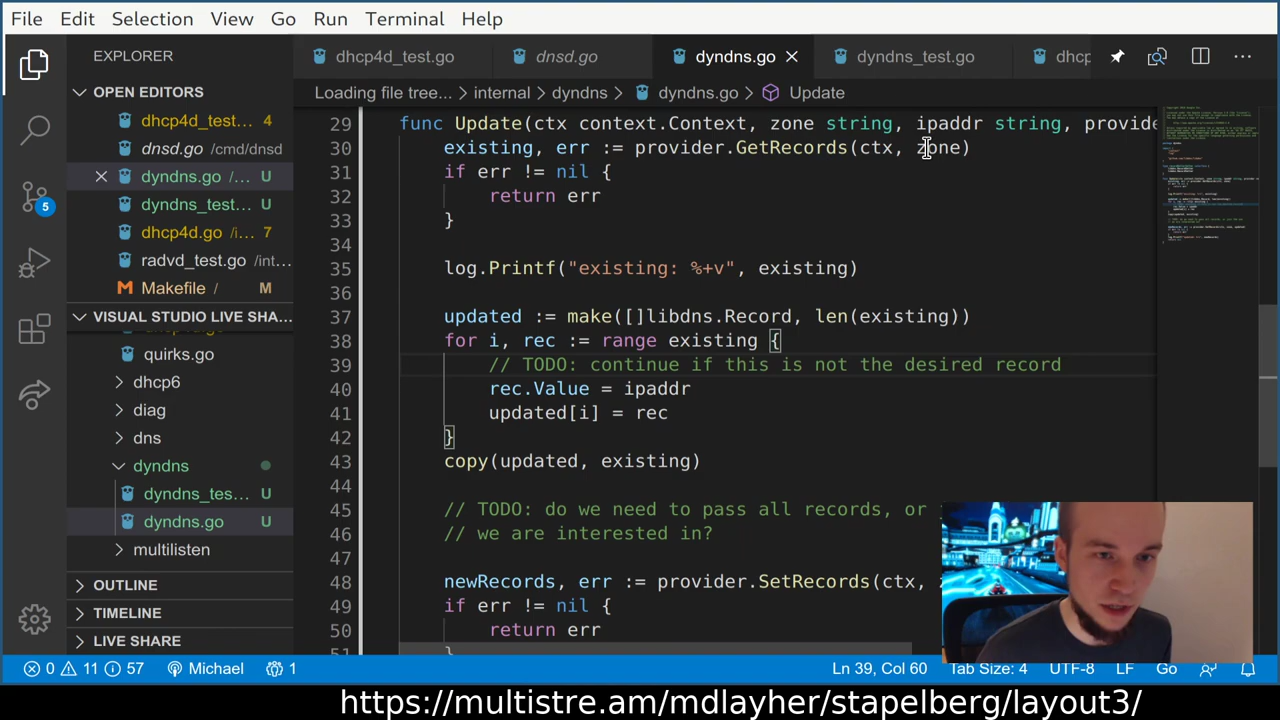 File Edit Selection View Go Run Terminal Help
EXPLORER
OPEN EDITORS
dhcp4d_test... 4
dnsd.go /cmd/dnsd
dyndns.go /... U
dyndns_test... U
dhcp4d.go /i... 7
radvd_test.go /int...
Makefile / M
VISUAL STUDIO LIVE SHA...
quirks.go
dhcp6
diag
dns
dyndns
dyndns_tes... U
dyndns.go U
multilisten
OUTLINE
TIMELINE
LIVE SHARE
5
dhcp4d_test.go dnsd.go dyndns.go dyndns_test.go dhcp
Loading file tree... > internal > dyndns > dyndns.go > Update
29 func Update(ctx context.Context, zone string, ipaddr string, provide
30 existing, err := provider.GetRecords(ctx, zone)
31 if err != nil {
32 return err
33 }
34
35 log.Printf("existing: %+v", existing)
36
37 updated := make([]libdns.Record, len(existing))
38 for i, rec := range existing {
39 // TODO: continue if this is not the desired record
40 rec.Value = ipaddr
41 updated[i] = rec
42 }
43 copy(updated, existing)
44
45 // TODO: do we need to pass all records, or
46 // we are interested in?
47
48 newRecords, err := provider.SetRecords(ctx,
49 if err != nil {
50 return err
51 }
0 11 57 Michael 1 Ln 39, Col 60 Tab Size: 4 UTF-8 LF Go
https://multistre.am/mdlayher/stapelberg/layout3/